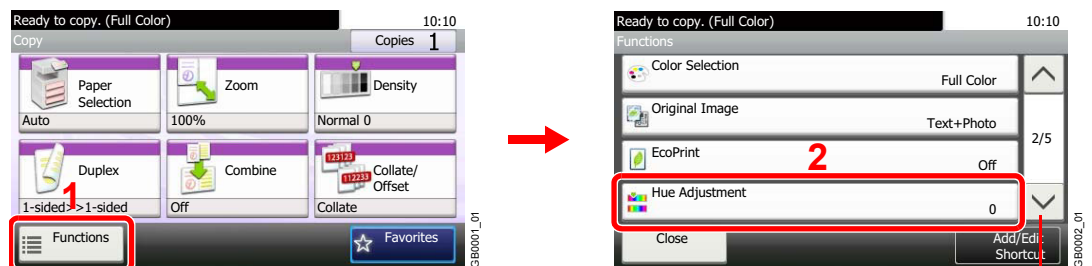 Ready to copy. (Full Color) 10:10
Copy Copies 1
Paper
Selection
Zoom
Density
Auto
100%
Normal 0
Duplex
Combine
123123
112233
Collate/
Offset
1
1-sided>>1-sided
Off
Collate
Functions
Favorites
GB0001_01
Ready to copy. (Full Color) 10:10
Functions
Color Selection
Full Color
Original Image
Text+Photo
2/5
EcoPrint
Off
2
Hue Adjustment
0
Close
Add/Edit
Shortcut
GB0002_01